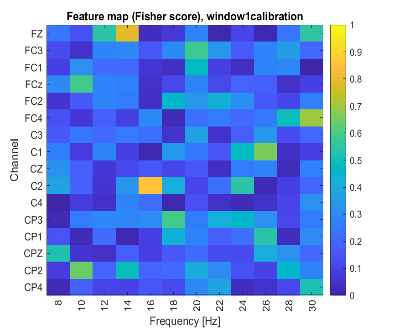 Feature map (Fisher score), window1calibration
Channel
FZ
FC3
FC1
FCz
FC2
FC4
C3
C1
CZ
C2
C4
CP3
CP1
CPZ
CP2
CP4
8 10 12 14 16 18 20 22 24 26 28 30
Frequency [Hz]
1
0.9
0.8
0.7
0.6
0.5
0.4
0.3
0.2
0.1
0